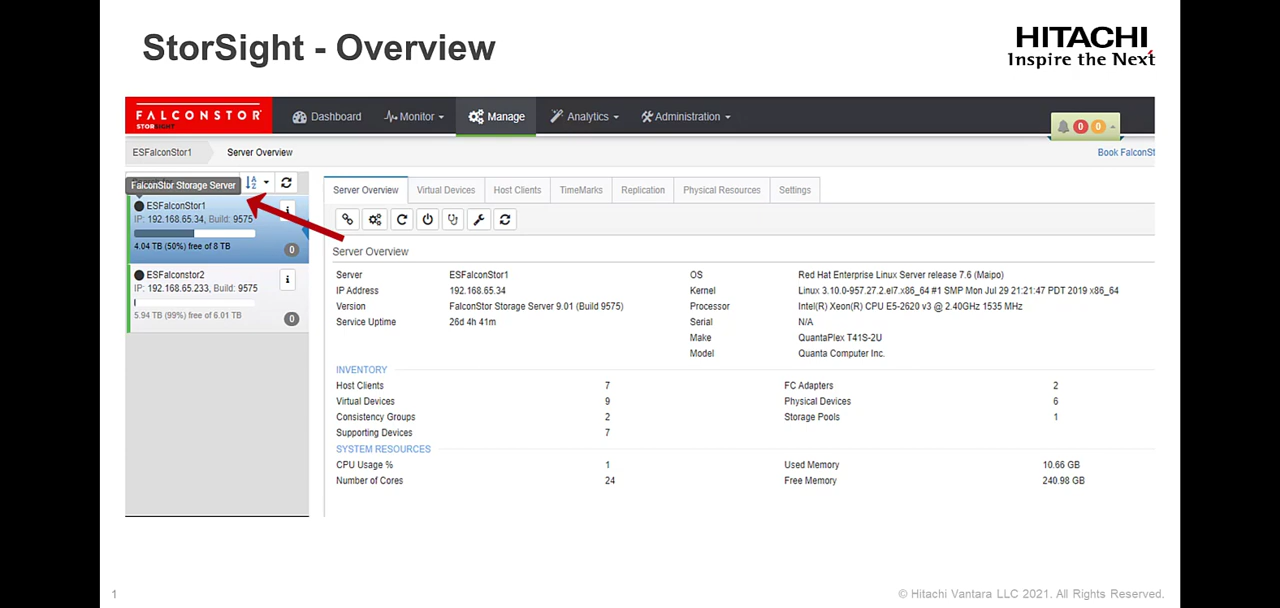 StorSight - Overview
HITACHI
Inspire the Next
FALCONSTOR
STORSIGHT
Dashboard
Monitor
Manage
Analytics
Administration
0 0
ESFalconStor1
Server Overview
Book FalconSt
FalconStor Storage Server
ESFalconStor1
IP: 192.168.65.34, Build: 9575
4.04 TB (50%) free of 8 TB
0
ESFalconstor2
IP: 192.168.65.233, Build: 9575
5.94 TB (99%) free of 6.01 TB
0
Server Overview Virtual Devices Host Clients TimeMarks Replication Physical Resources Settings
Server Overview
Server ESFalconStor1 OS Red Hat Enterprise Linux Server release 7.6 (Maipo)
IP Address 192.168.65.34 Kernel Linux 3.10.0-957.27.2.el7.x86_64 #1 SMP Mon Jul 29 21:21:47 PDT 2019 x86_64
Version FalconStor Storage Server 9.01 (Build 9575) Processor Intel(R) Xeon(R) CPU E5-2620 v3 @ 2.40GHz 1535 MHz
Service Uptime 26d 4h 41m Serial N/A
Make QuantaPlex T41S-2U
Model Quanta Computer Inc.
INVENTORY
Host Clients 7 FC Adapters 2
Virtual Devices 9 Physical Devices 6
Consistency Groups 2 Storage Pools 1
Supporting Devices 7
SYSTEM RESOURCES
CPU Usage % 1 Used Memory 10.66 GB
Number of Cores 24 Free Memory 240.98 GB
1
© Hitachi Vantara LLC 2021. All Rights Reserved.